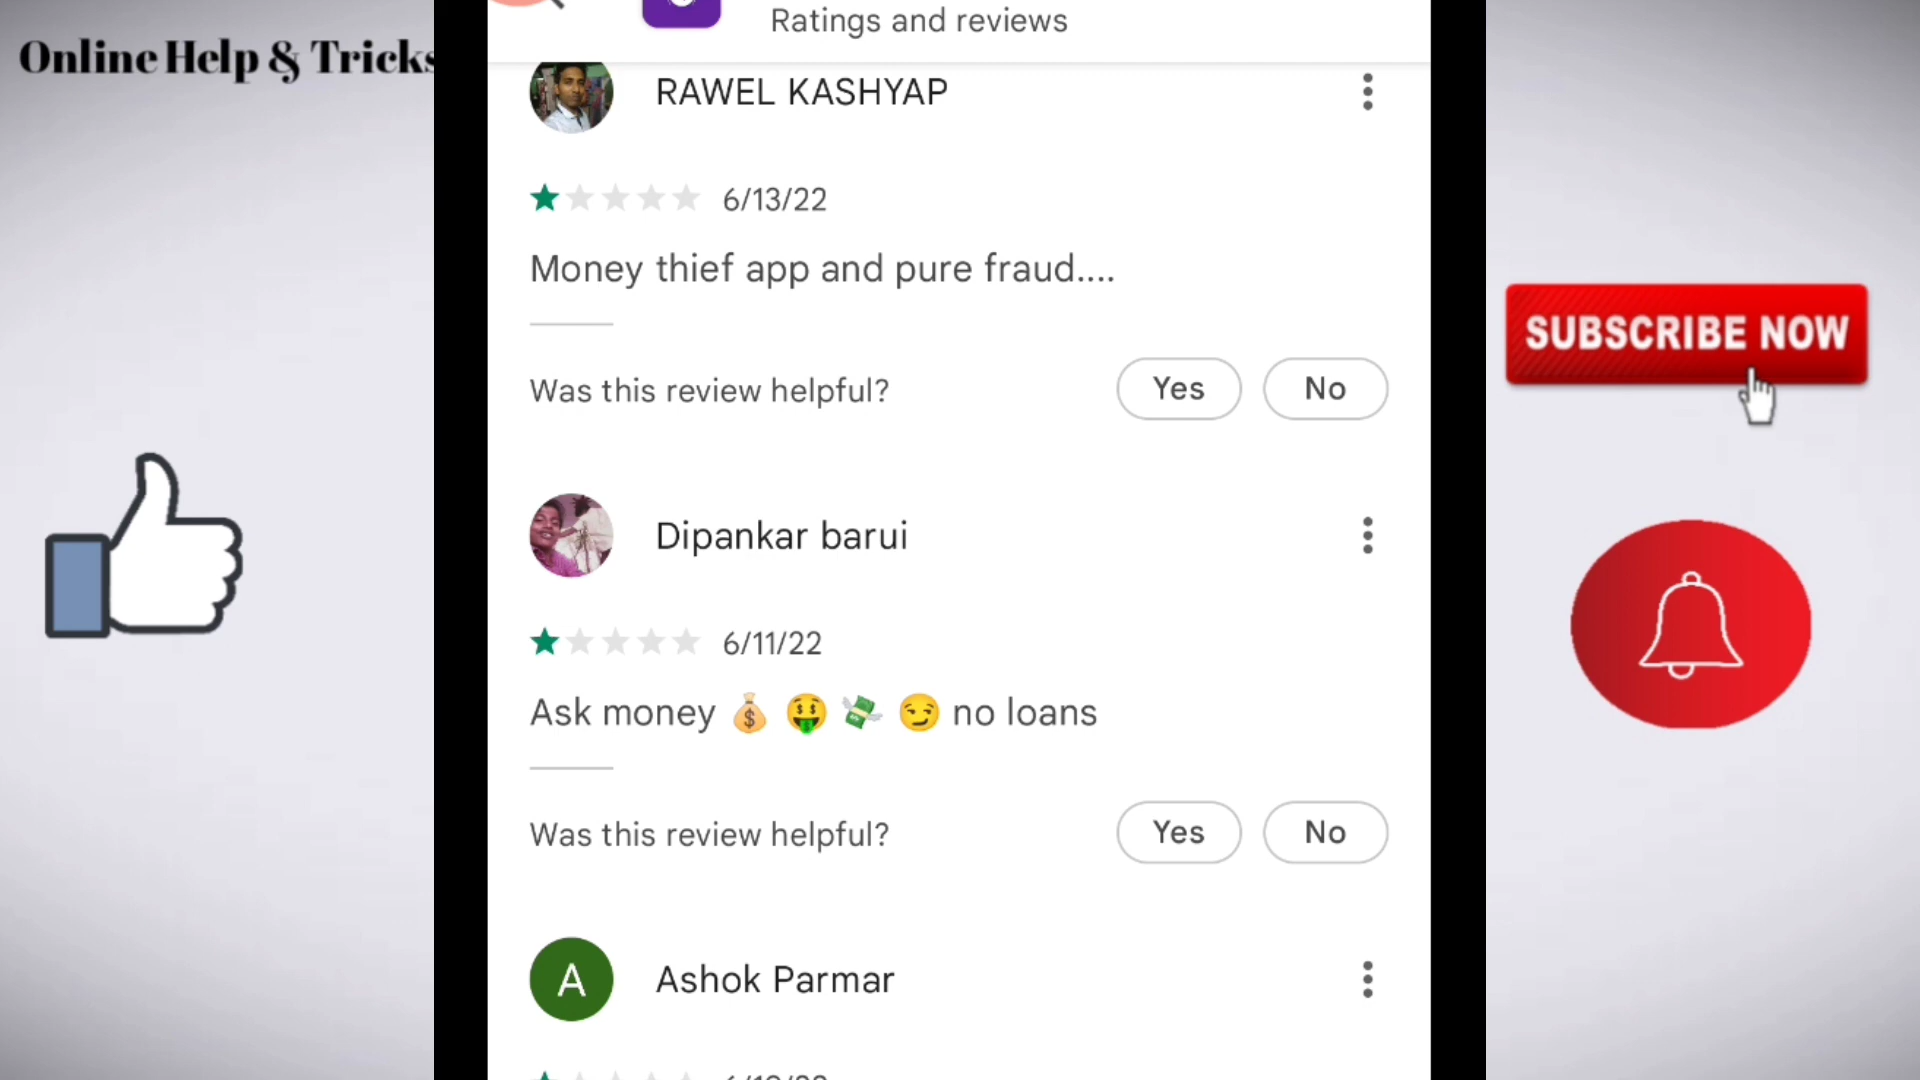 Online Help & Tricks
Ratings and reviews
RAWEL KASHYAP
6/13/22
Money thief app and pure fraud....
Was this review helpful?
Yes
No
SUBSCRIBE NOW
Dipankar barui
6/11/22
Ask money 💰 🤑 💸 😏 no loans
Was this review helpful?
Yes
No
A
Ashok Parmar